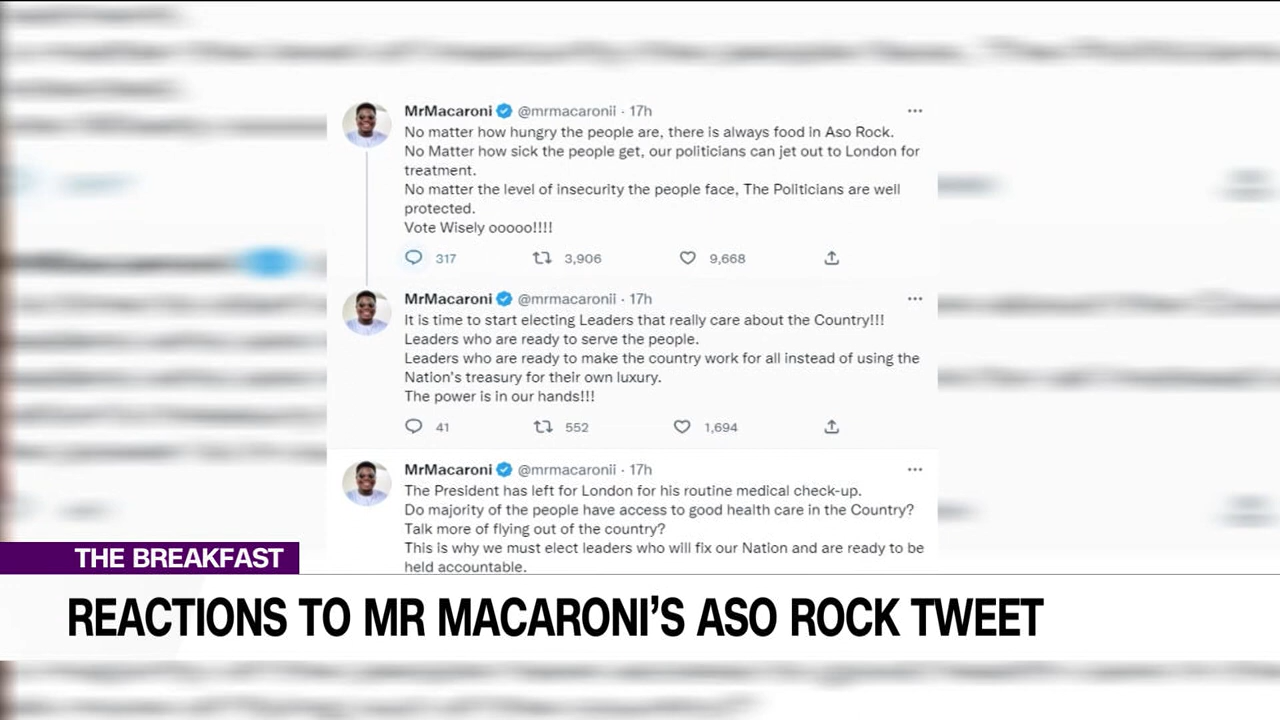 MrMacaroni @mrmacaronii · 17h
No matter how hungry the people are, there is always food in Aso Rock.
No Matter how sick the people get, our politicians can jet out to London for
treatment.
No matter the level of insecurity the people face, The Politicians are well
protected.
Vote Wisely ooooo!!!!
317 3,906 9,668
MrMacaroni @mrmacaronii · 17h
It is time to start electing Leaders that really care about the Country!!!
Leaders who are ready to serve the people.
Leaders who are ready to make the country work for all instead of using the
Nation's treasury for their own luxury.
The power is in our hands!!!
41 552 1,694
MrMacaroni @mrmacaronii · 17h
The President has left for London for his routine medical check-up.
Do majority of the people have access to good health care in the Country?
Talk more of flying out of the country?
This is why we must elect leaders who will fix our Nation and are ready to be
held accountable.
THE BREAKFAST
REACTIONS TO MR MACARONI'S ASO ROCK TWEET